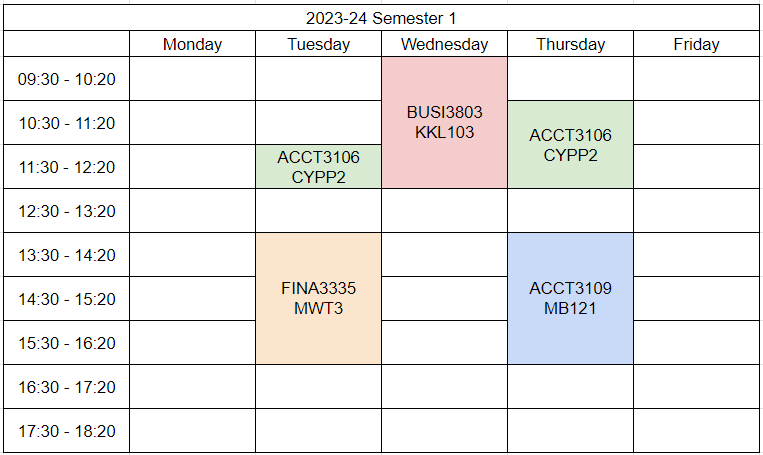 2023-24 Semester 1
Monday Tuesday Wednesday Thursday Friday
09:30 - 10:20
BUSI3803
KKL103
10:30 - 11:20
ACCT3106
CYPP2
11:30 - 12:20
ACCT3106
CYPP2
12:30 - 13:20
13:30 - 14:20
14:30 - 15:20
FINA3335
MWT3
ACCT3109
MB121
15:30 - 16:20
16:30 - 17:20
17:30 - 18:20